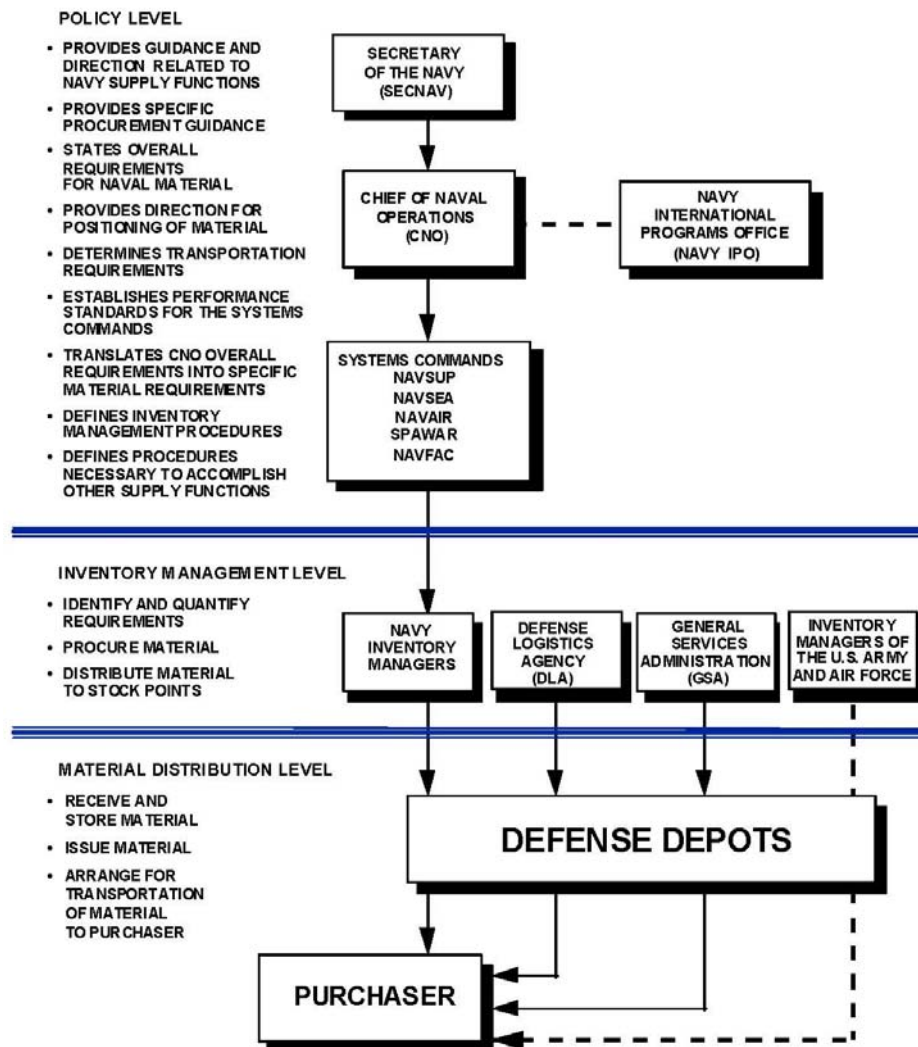 POLICY LEVEL
• PROVIDES GUIDANCE AND
DIRECTION RELATED TO
NAVY SUPPLY FUNCTIONS
• PROVIDES SPECIFIC
PROCUREMENT GUIDANCE
• STATES OVERALL
REQUIREMENTS
FOR NAVAL MATERIAL
• PROVIDES DIRECTION FOR
POSITIONING OF MATERIAL
• DETERMINES TRANSPORTATION
REQUIREMENTS
• ESTABLISHES PERFORMANCE
STANDARDS FOR THE SYSTEMS
COMMANDS
• TRANSLATES CNO OVERALL
REQUIREMENTS INTO SPECIFIC
MATERIAL REQUIREMENTS
• DEFINES INVENTORY
MANAGEMENT PROCEDURES
• DEFINES PROCEDURES
NECESSARY TO ACCOMPLISH
OTHER SUPPLY FUNCTIONS
SECRETARY
OF THE NAVY
(SECNAV)
CHIEF OF NAVAL
OPERATIONS
(CNO)
NAVY
INTERNATIONAL
PROGRAMS OFFICE
(NAVY IPO)
SYSTEMS COMMANDS
NAVSUP
NAVSEA
NAVAIR
SPAWAR
NAVFAC
INVENTORY MANAGEMENT LEVEL
• IDENTIFY AND QUANTIFY
REQUIREMENTS
• PROCURE MATERIAL
• DISTRIBUTE MATERIAL
TO STOCK POINTS
NAVY
INVENTORY
MANAGERS
DEFENSE
LOGISTICS
AGENCY
(DLA)
GENERAL
SERVICES
ADMINISTRATION
(GSA)
INVENTORY
MANAGERS OF
THE U.S. ARMY
AND AIR FORCE
MATERIAL DISTRIBUTION LEVEL
• RECEIVE AND
STORE MATERIAL
• ISSUE MATERIAL
• ARRANGE FOR
TRANSPORTATION
OF MATERIAL
TO PURCHASER
DEFENSE DEPOTS
PURCHASER